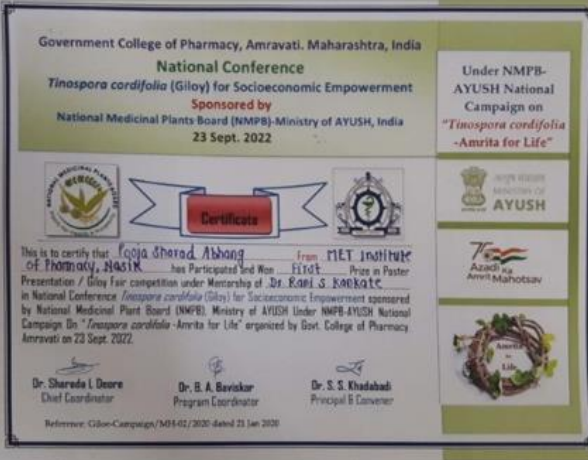 Government College of Pharmacy, Amravati. Maharashtra, India
National Conference
Tinospora cordifolia (Giloy) for Socioeconomic Empowerment
Sponsored by
National Medicinal Plants Board (NMPB)-Ministry of AYUSH, India
23 Sept. 2022
Certificate
This is to certify that Pooja Sharad Abhang From MET Institute
of Pharmacy, Nasik has Participated and Won First Prize in Poster
Presentation / Giloy Fair competition under Mentorship of Dr. Rani S Kankate
in National Conference Tinospora cordifolia (Giloy) for Socioeconomic Empowerment sponsored
by National Medicinal Plant Board (NMPB), Ministry of AYUSH Under NMPB-AYUSH National
Campaign On "Tinospora cordifolia -Amrita for Life" organized by Govt. College of Pharmacy
Amravati on 23 Sept. 2022.
Dr. Sharada L Deore
Chief Coordinator
Dr. B. A. Baviskar
Program Coordinator
Dr. S. S. Khadabadi
Principal & Convener
Reference: Giloe-Campaign/MH-02/2020 dated 21 Jan 2020
Under NMPB-
AYUSH National
Campaign on
"Tinospora cordifolia
-Amrita for Life"
आयुष मंत्रालय
MINISTRY OF
AYUSH
Azadi Ka
Amrit Mahotsav
Amrita
for
Life